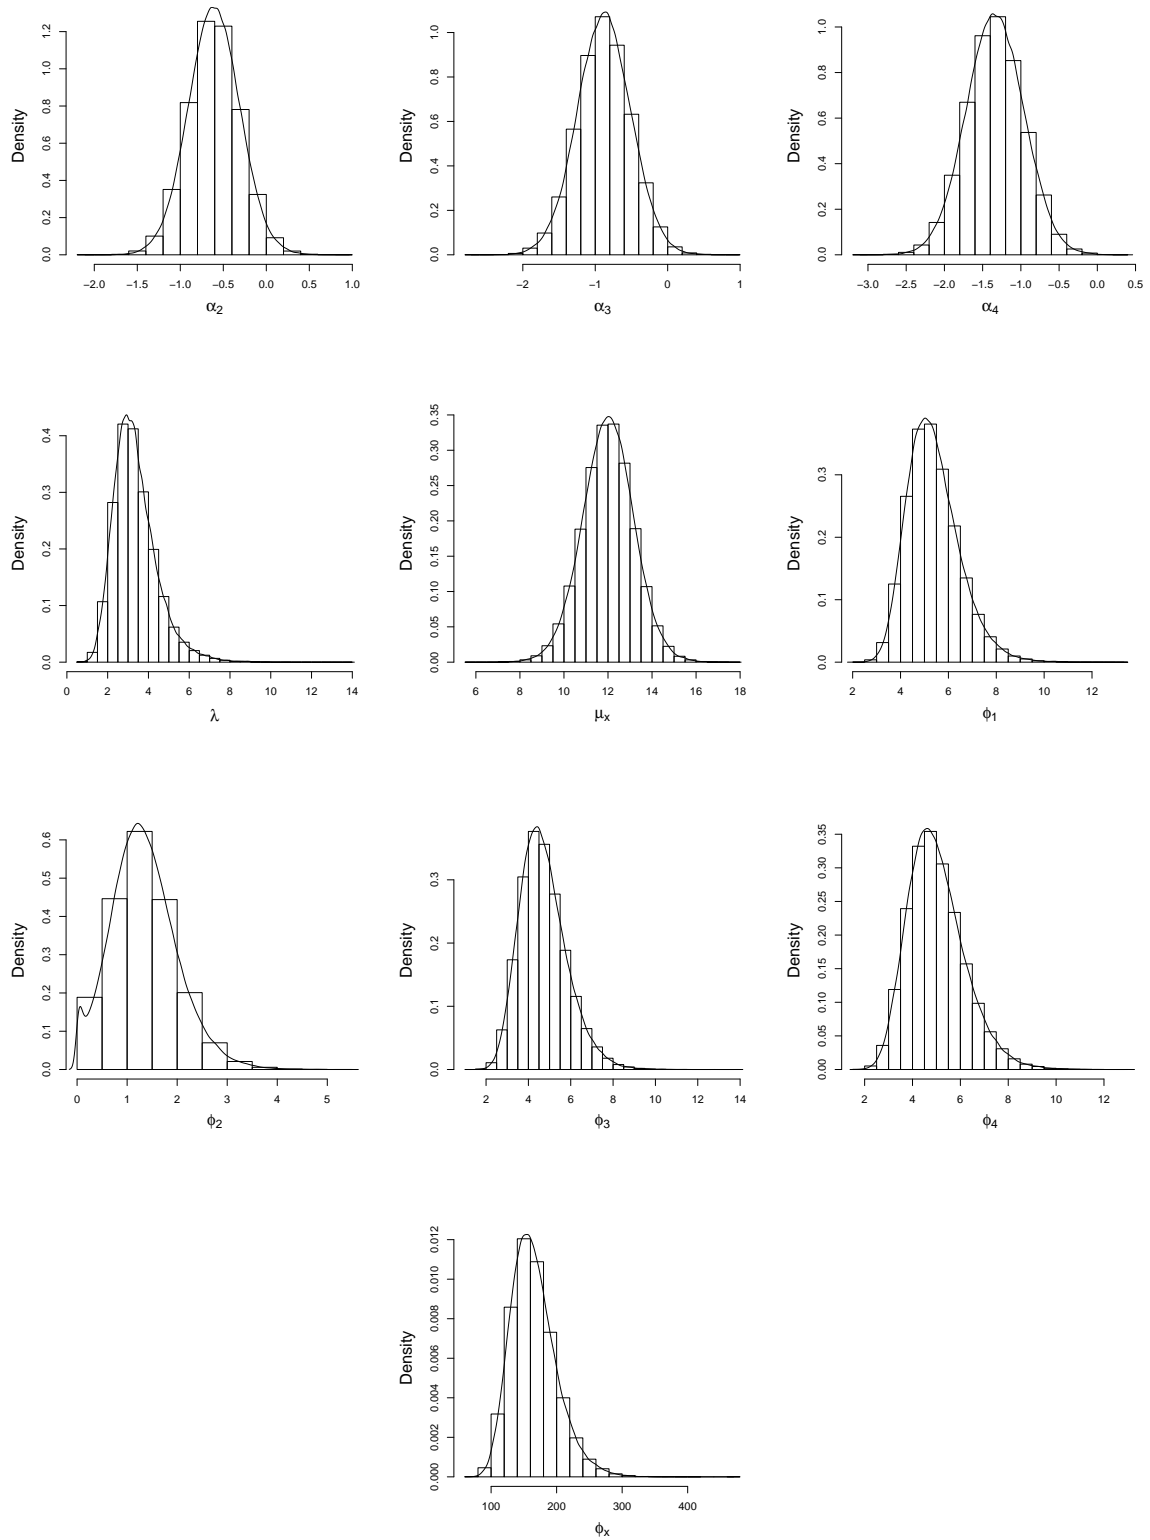 Density
0.0 0.2 0.4 0.6 0.8 1.0 1.2
−2.0 −1.5 −1.0 −0.5 0.0 0.5 1.0
α2
Density
0.0 0.2 0.4 0.6 0.8 1.0
−2 −1 0 1
α3
Density
0.0 0.2 0.4 0.6 0.8 1.0
−3.0 −2.5 −2.0 −1.5 −1.0 −0.5 0.0 0.5
α4
Density
0.0 0.1 0.2 0.3 0.4
0 2 4 6 8 10 12 14
λ
Density
0.00 0.05 0.10 0.15 0.20 0.25 0.30 0.35
6 8 10 12 14 16 18
μx
Density
0.0 0.1 0.2 0.3
2 4 6 8 10 12
ϕ1
Density
0.0 0.1 0.2 0.3 0.4 0.5 0.6
0 1 2 3 4 5
ϕ2
Density
0.0 0.1 0.2 0.3
2 4 6 8 10 12 14
ϕ3
Density
0.00 0.05 0.10 0.15 0.20 0.25 0.30 0.35
2 4 6 8 10 12
ϕ4
Density
0.000 0.002 0.004 0.006 0.008 0.010 0.012
100 200 300 400
ϕx